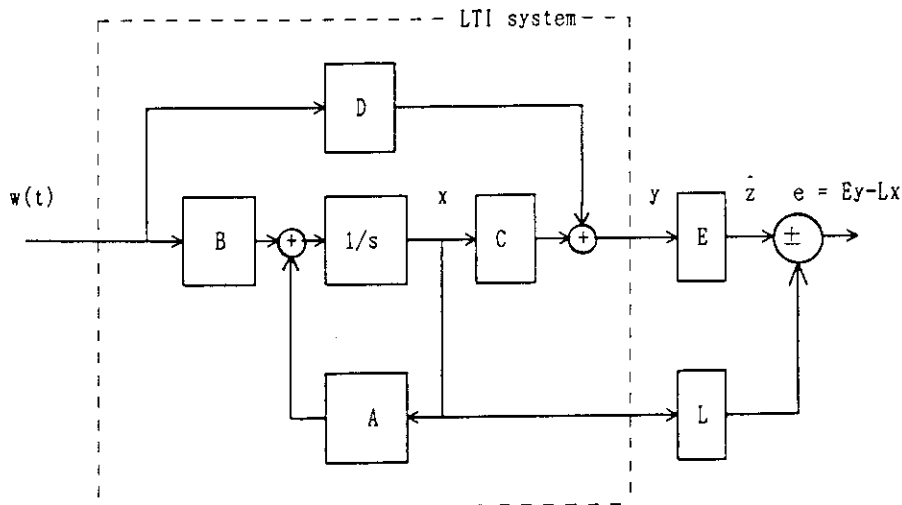 LTI system
D
w(t)
x
y
ẑ
e = Ey-Lx
B
+
1/s
C
+
E
±
A
L